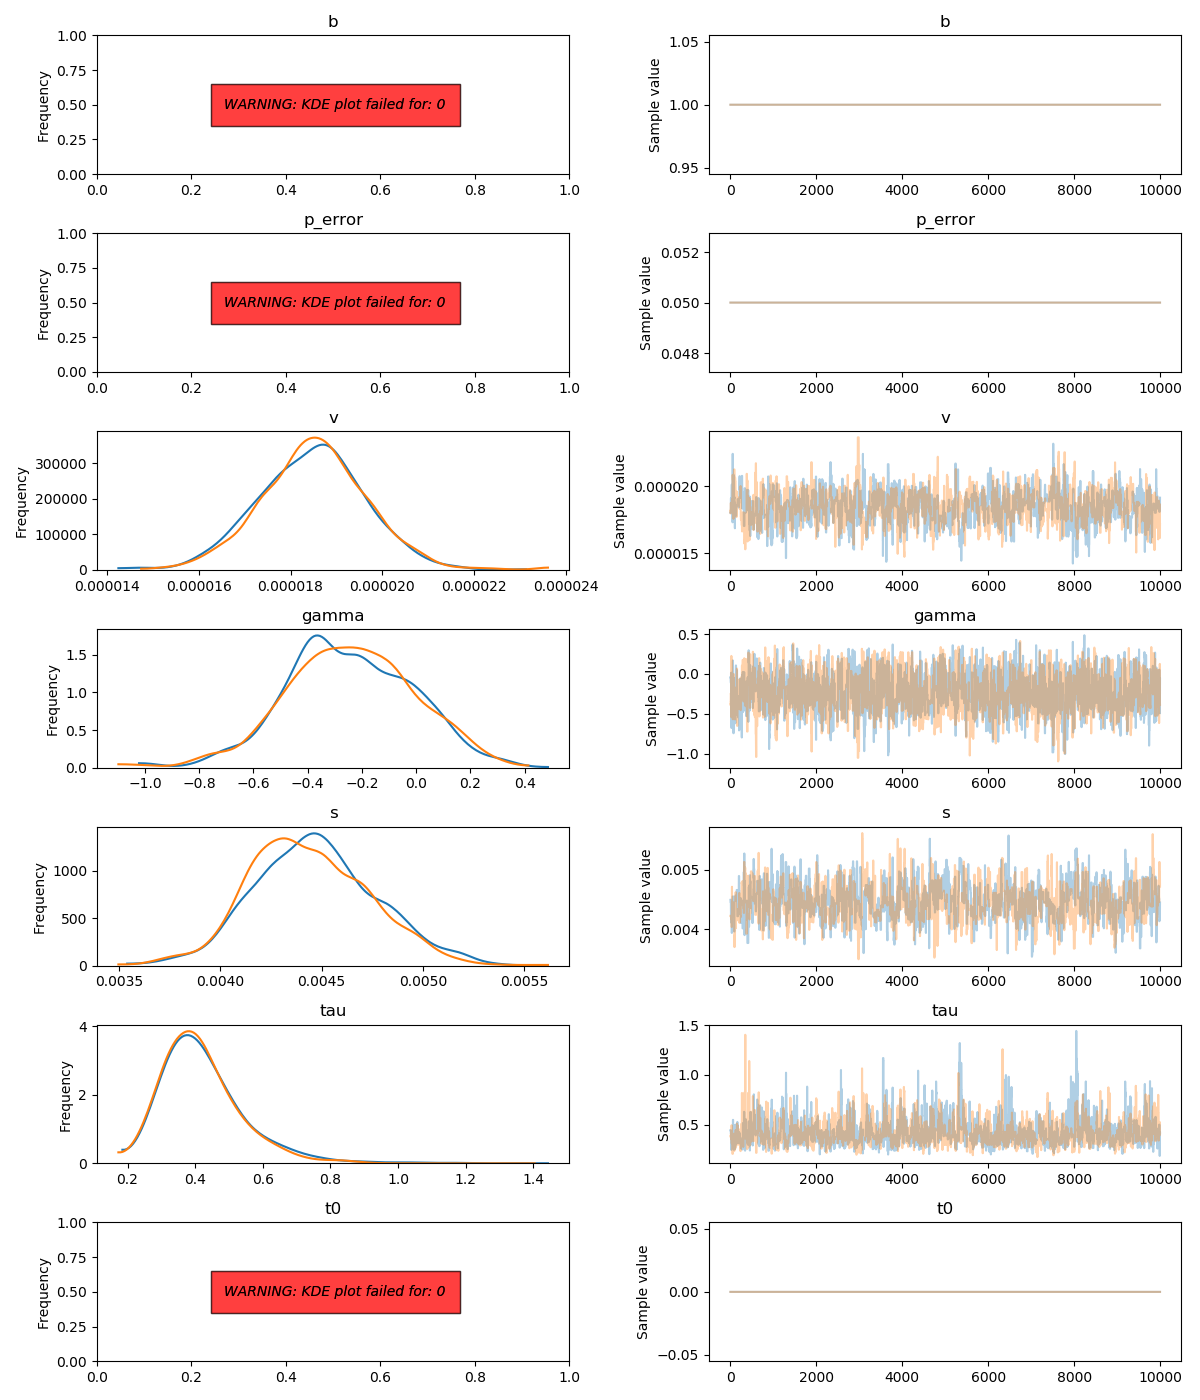 b
b
1.00
0.75
0.50
0.25
0.00
Frequency
WARNING: KDE plot failed for: 0
0.0 0.2 0.4 0.6 0.8 1.0
1.05
1.00
0.95
Sample value
0 2000 4000 6000 8000 10000
p_error
p_error
1.00
0.75
0.50
0.25
0.00
Frequency
WARNING: KDE plot failed for: 0
0.0 0.2 0.4 0.6 0.8 1.0
0.052
0.050
0.048
Sample value
0 2000 4000 6000 8000 10000
v
v
300000
200000
100000
0
Frequency
0.000014 0.000016 0.000018 0.000020 0.000022 0.000024
0.000020
0.000015
Sample value
0 2000 4000 6000 8000 10000
gamma
gamma
1.5
1.0
0.5
0.0
Frequency
−1.0 −0.8 −0.6 −0.4 −0.2 0.0 0.2 0.4
0.5
0.0
−0.5
−1.0
Sample value
0 2000 4000 6000 8000 10000
s
s
1000
500
0
Frequency
0.0035 0.0040 0.0045 0.0050 0.0055
0.005
0.004
Sample value
0 2000 4000 6000 8000 10000
tau
tau
4
2
0
Frequency
0.2 0.4 0.6 0.8 1.0 1.2 1.4
1.5
1.0
0.5
Sample value
0 2000 4000 6000 8000 10000
t0
t0
1.00
0.75
0.50
0.25
0.00
Frequency
WARNING: KDE plot failed for: 0
0.0 0.2 0.4 0.6 0.8 1.0
0.05
0.00
−0.05
Sample value
0 2000 4000 6000 8000 10000